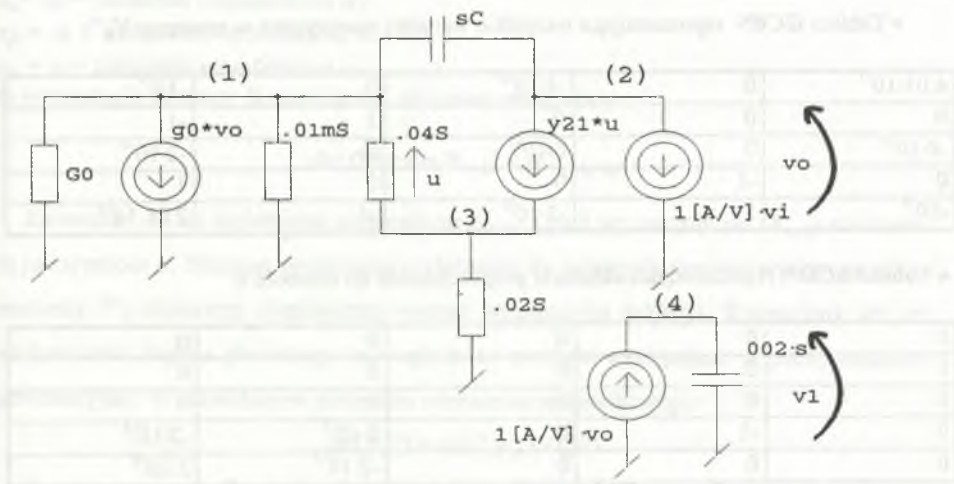 sC
(1)
(2)
g0*vo
.01mS
.04S
y21*u
G0
u
vo
(3)
1[A/V]·vi
.02S
(4)
002·s
v1
1[A/V]·vo